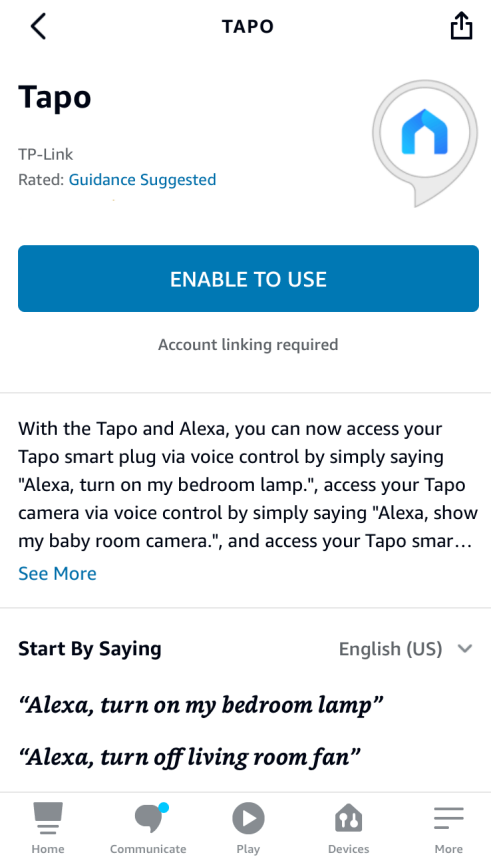 TAPO
Tapo
TP-Link
Rated: Guidance Suggested
ENABLE TO USE
Account linking required
With the Tapo and Alexa, you can now access your
Tapo smart plug via voice control by simply saying
"Alexa, turn on my bedroom lamp.", access your Tapo
camera via voice control by simply saying "Alexa, show
my baby room camera.", and access your Tapo smar…
See More
Start By Saying English (US)
“Alexa, turn on my bedroom lamp”
“Alexa, turn off living room fan”
Home Communicate Play Devices More